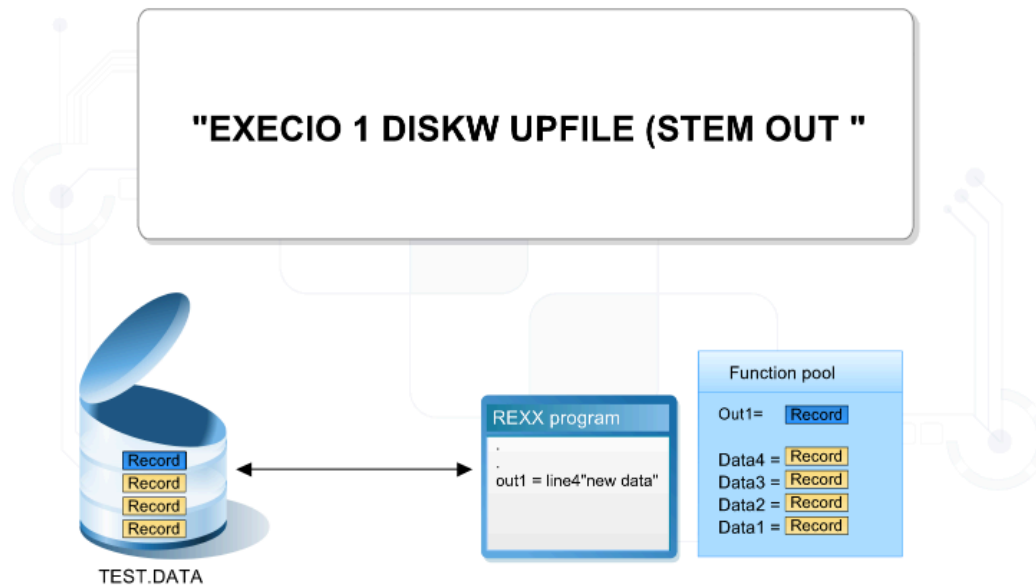 "EXECIO 1 DISKW UPFILE (STEM OUT "
Function pool
Out1= Record
Data4 = Record
Data3 = Record
Data2 = Record
Data1 = Record
REXX program
.
.
out1 = line4"new data"
Record
Record
Record
Record
TEST.DATA